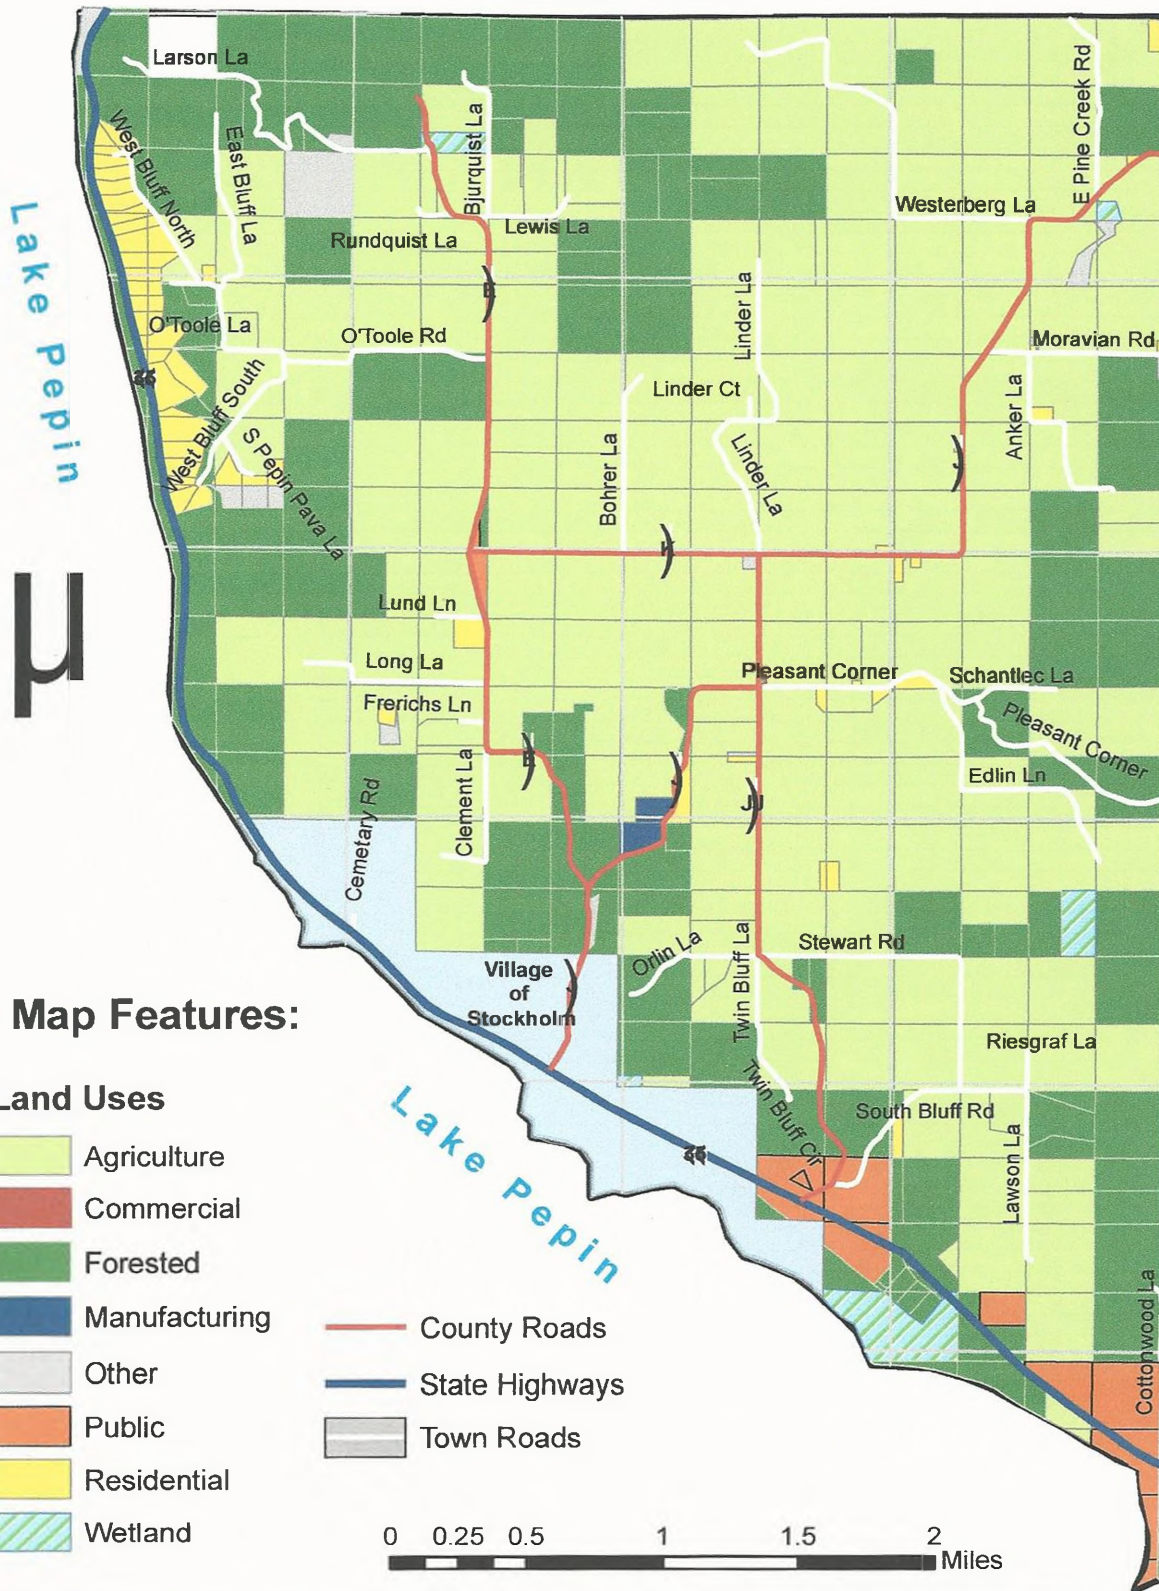 Larson La
West Bluff North
East Bluff La
Bjurquist La
E Pine Creek Rd
Westerberg La
Lewis La
Rundquist La
Lake Pepin
E
Linder La
O'Toole La
O'Toole Rd
Moravian Rd
35
West Bluff South
Linder Ct
Anker La
S Pepin Pava La
Bohrer La
Linder La
J
K
µ
Lund Ln
Long La
Pleasant Corner
Schantlec La
Frerichs Ln
Pleasant Corner
Clement La
E
J
Edlin Ln
Cemetary Rd
JJ
Orlin La
Twin Bluff La
Stewart Rd
Village
of
Stockholm
J
Map Features:
Riesgraf La
Land Uses
Lake Pepin
Twin Bluff Cir
South Bluff Rd
35
Lawson La
Agriculture
Commercial
Forested
Manufacturing
Other
Public
Residential
Wetland
County Roads
State Highways
Town Roads
Cottonwood La
0 0.25 0.5 1 1.5 2
Miles